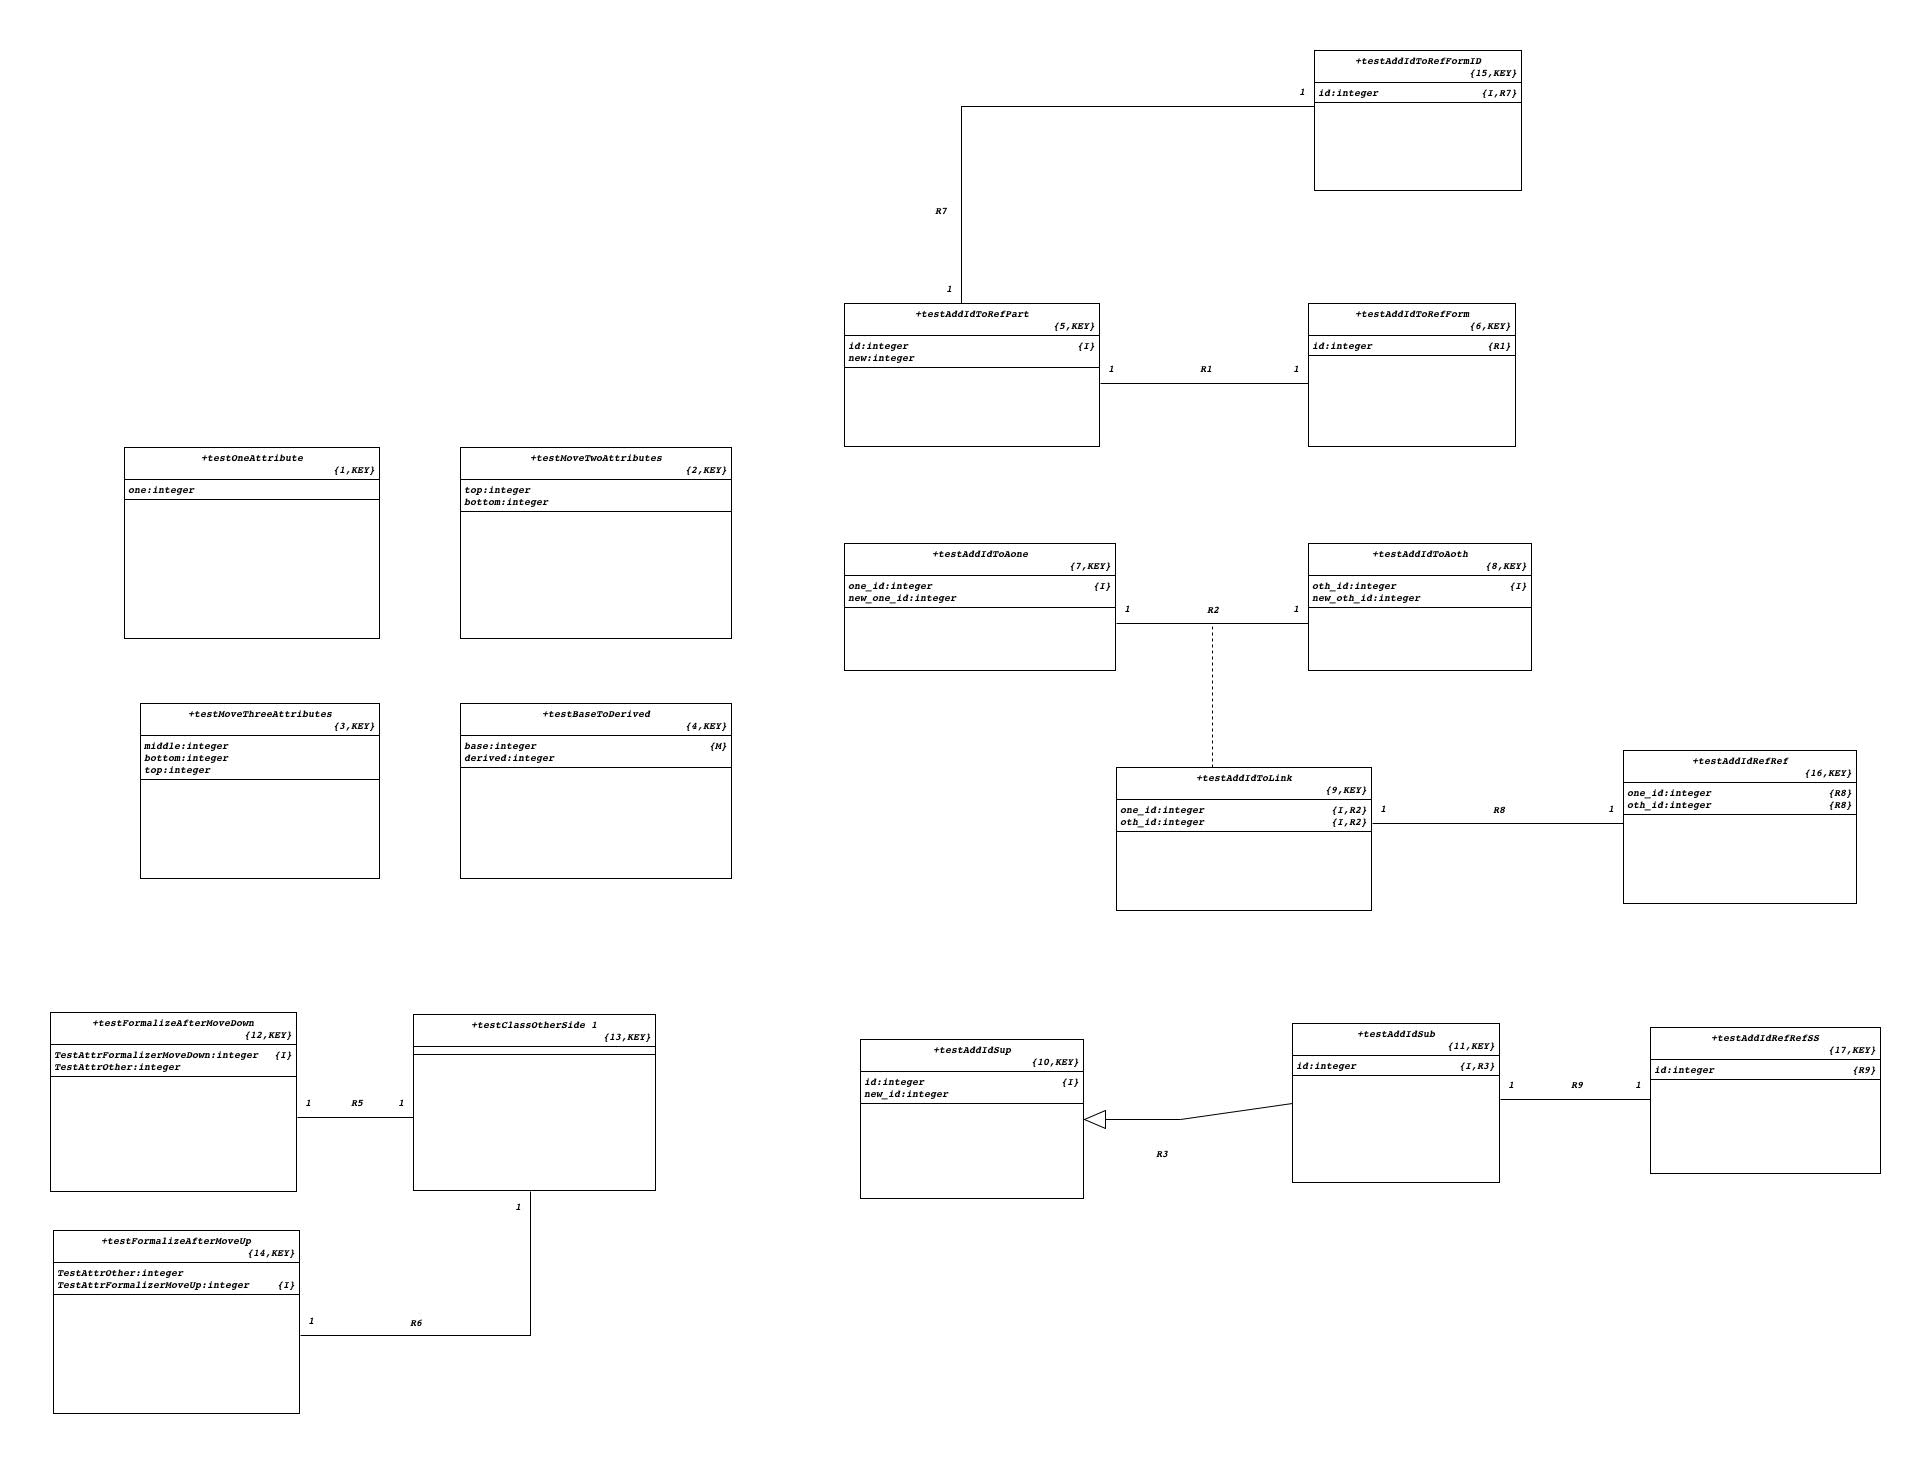 +testAddIdToRefFormID
{15,KEY}
id:integer {I,R7}
1
R7
1
+testAddIdToRefPart
{5,KEY}
id:integer {I}
new:integer
1 R1 1
+testAddIdToRefForm
{6,KEY}
id:integer {R1}
+testOneAttribute
{1,KEY}
one:integer
+testMoveTwoAttributes
{2,KEY}
top:integer
bottom:integer
+testAddIdToAone
{7,KEY}
one_id:integer {I}
new_one_id:integer
1 R2 1
+testAddIdToAoth
{8,KEY}
oth_id:integer {I}
new_oth_id:integer
+testMoveThreeAttributes
{3,KEY}
middle:integer
bottom:integer
top:integer
+testBaseToDerived
{4,KEY}
base:integer {M}
derived:integer
+testAddIdToLink
{9,KEY}
one_id:integer {I,R2}
oth_id:integer {I,R2}
1 R8 1
+testAddIdRefRef
{16,KEY}
one_id:integer {R8}
oth_id:integer {R8}
+testFormalizeAfterMoveDown
{12,KEY}
TestAttrFormalizerMoveDown:integer {I}
TestAttrOther:integer
1 R5 1
+testClassOtherSide 1
{13,KEY}
1
+testAddIdSup
{10,KEY}
id:integer {I}
new_id:integer
R3
+testAddIdSub
{11,KEY}
id:integer {I,R3}
1 R9 1
+testAddIdRefRefSS
{17,KEY}
id:integer {R9}
+testFormalizeAfterMoveUp
{14,KEY}
TestAttrOther:integer
TestAttrFormalizerMoveUp:integer {I}
1 R6